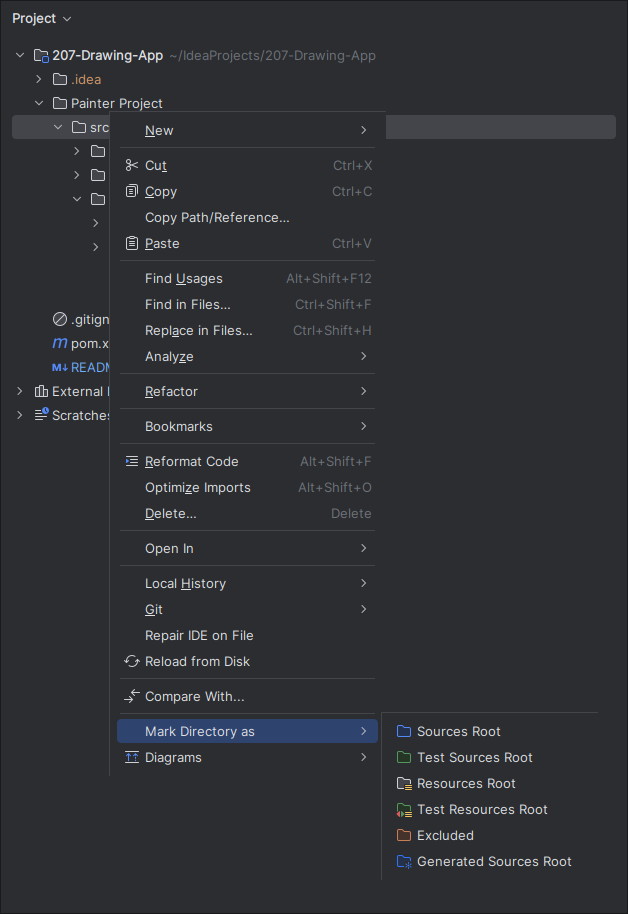 Project
207-Drawing-App ~/IdeaProjects/207-Drawing-App
.idea
Painter Project
src
.gitign
pom.x
READM
External
Scratches
New
Cut Ctrl+X
Copy Ctrl+C
Copy Path/Reference...
Paste Ctrl+V
Find Usages Alt+Shift+F12
Find in Files... Ctrl+Shift+F
Replace in Files... Ctrl+Shift+H
Analyze
Refactor
Bookmarks
Reformat Code Alt+Shift+F
Optimize Imports Alt+Shift+O
Delete... Delete
Open In
Local History
Git
Repair IDE on File
Reload from Disk
Compare With...
Mark Directory as
Diagrams
Sources Root
Test Sources Root
Resources Root
Test Resources Root
Excluded
Generated Sources Root